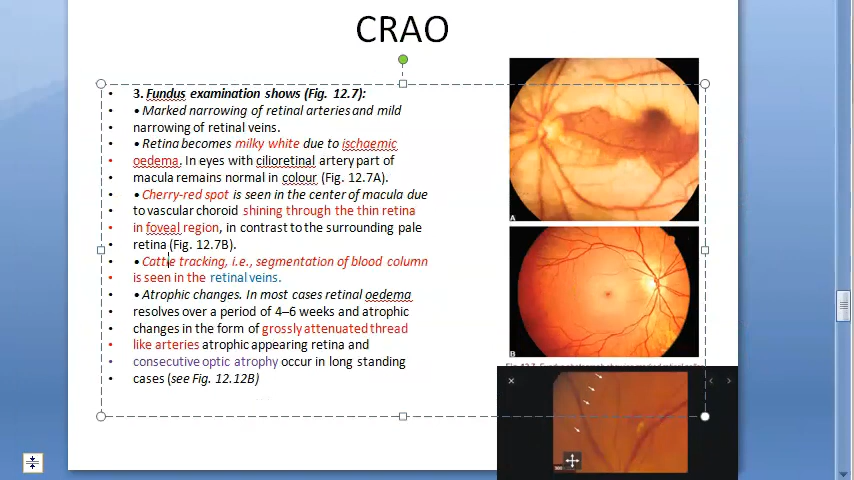 CRAO
3. Fundus examination shows (Fig. 12.7):
• Marked narrowing of retinal arteries and mild
narrowing of retinal veins.
• Retina becomes milky white due to ischaemic
oedema. In eyes with cilioretinal artery part of
macula remains normal in colour (Fig. 12.7A).
• Cherry-red spot is seen in the center of macula due
to vascular choroid shining through the thin retina
in foveal region, in contrast to the surrounding pale
retina (Fig. 12.7B).
• Cattle tracking, i.e., segmentation of blood column
is seen in the retinal veins.
• Atrophic changes. In most cases retinal oedema
resolves over a period of 4–6 weeks and atrophic
changes in the form of grossly attenuated thread
like arteries atrophic appearing retina and
consecutive optic atrophy occur in long standing
cases (see Fig. 12.12B)
A
B